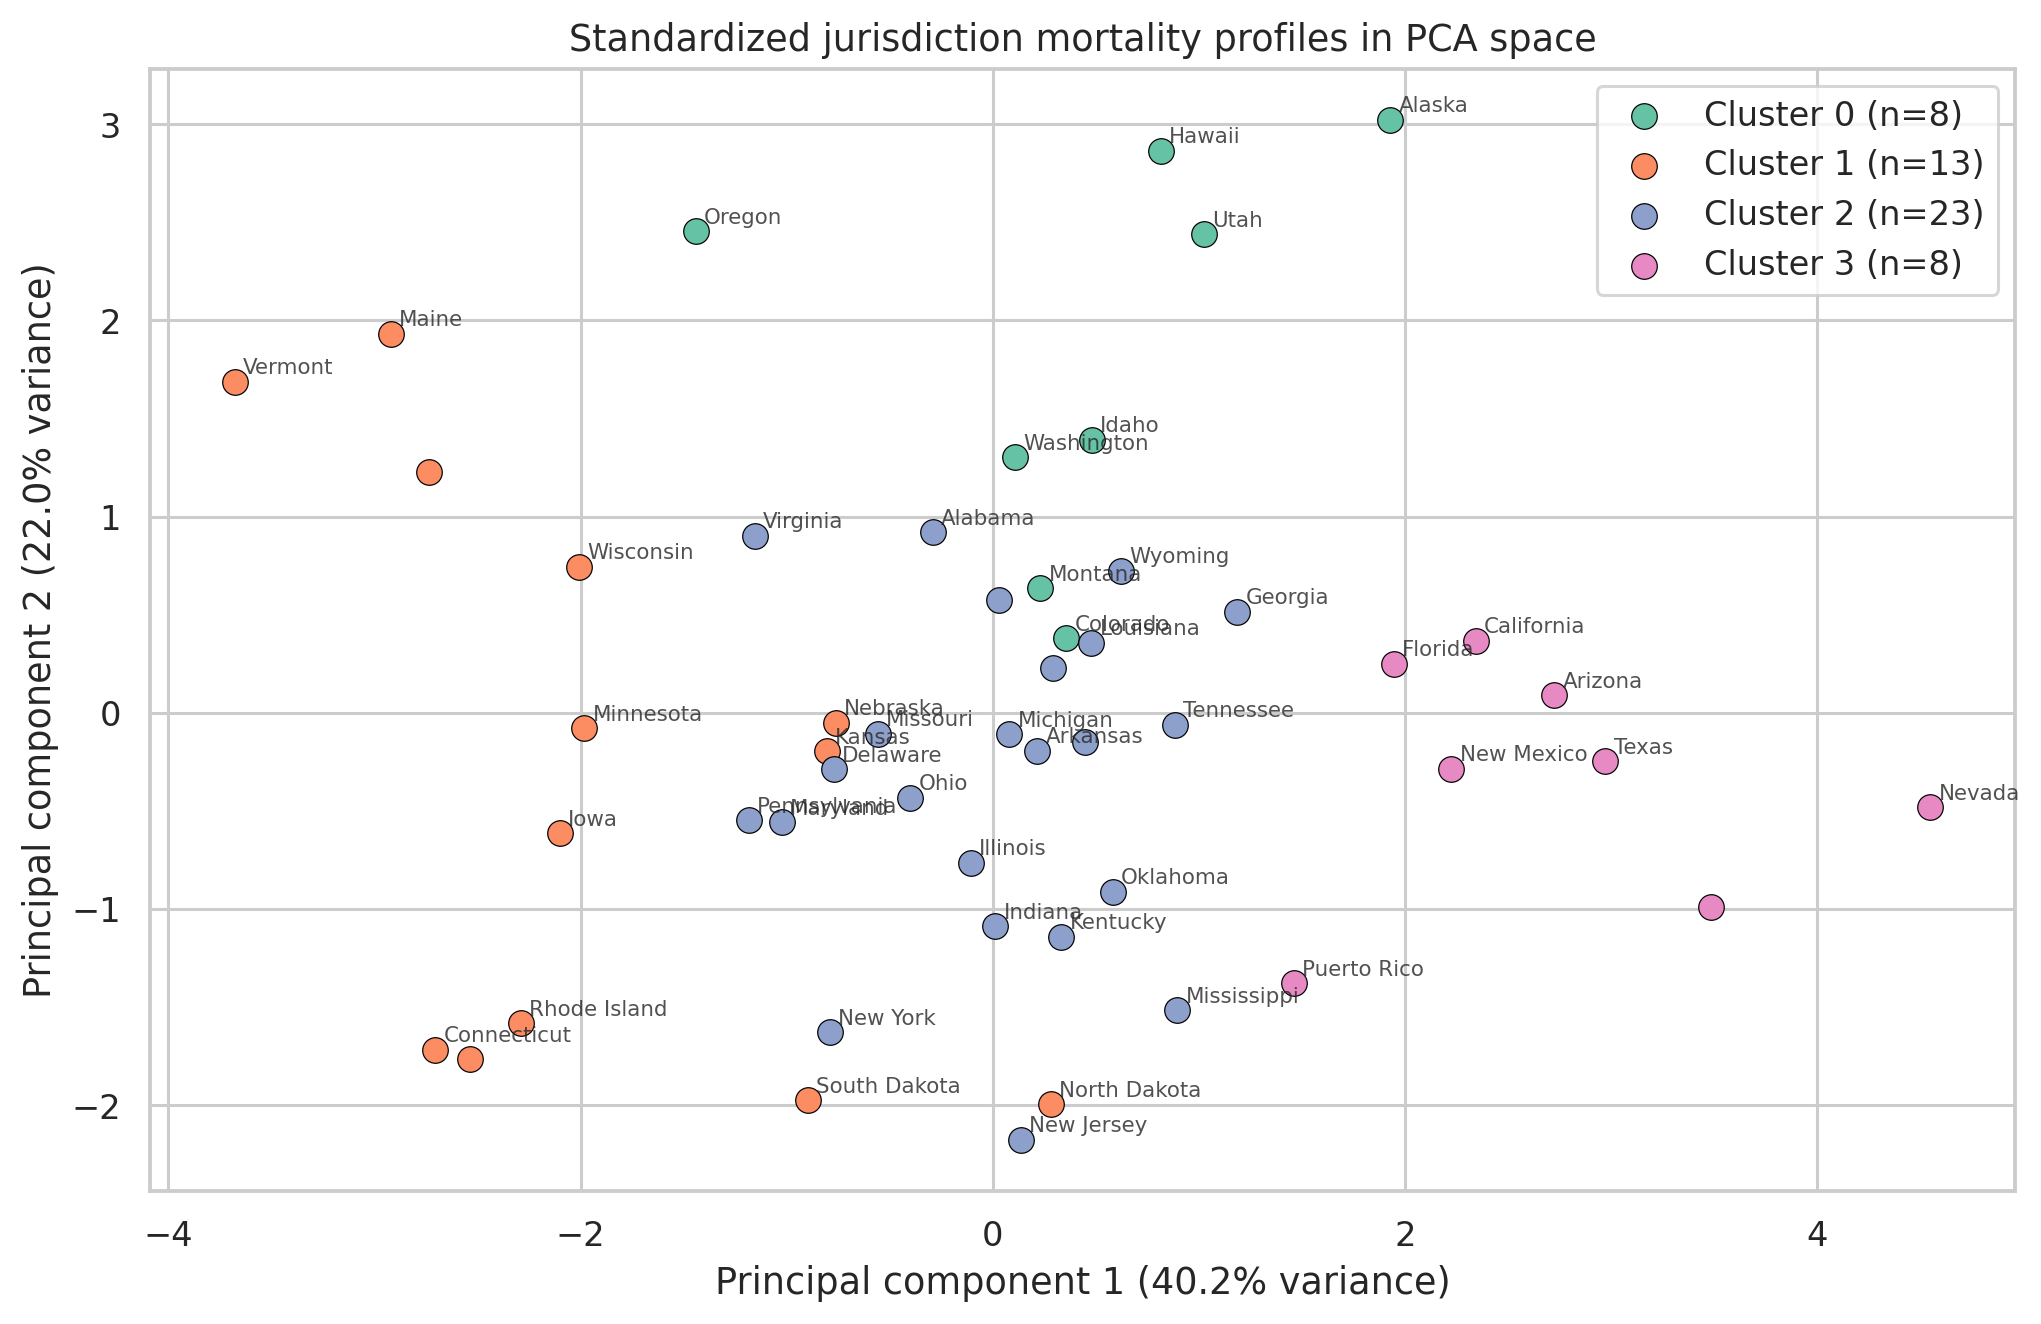 Standardized jurisdiction mortality profiles in PCA space
Cluster 0 (n=8)
Cluster 1 (n=13)
Cluster 2 (n=23)
Cluster 3 (n=8)
Principal component 2 (22.0% variance)
3
2
1
0
−1
−2
Alaska
Hawaii
Oregon
Utah
Maine
Vermont
Idaho
Washington
Virginia
Alabama
Wisconsin
Wyoming
Montana
Georgia
Colorado
Louisiana
California
Florida
Arizona
Minnesota
Nebraska
Missouri
Michigan
Tennessee
Kansas
Arkansas
Delaware
New Mexico
Texas
Ohio
Nevada
Pennsylvania
Maryland
Iowa
Illinois
Oklahoma
Indiana
Kentucky
Puerto Rico
Mississippi
Rhode Island
New York
Connecticut
South Dakota
North Dakota
New Jersey
−4
−2
0
2
4
Principal component 1 (40.2% variance)